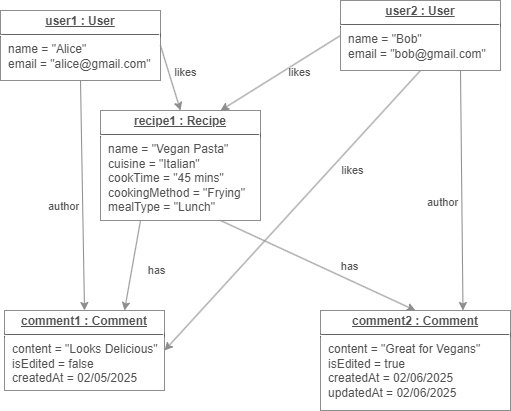 user1 : User
name = "Alice"
email = "alice@gmail.com"
user2 : User
name = "Bob"
email = "bob@gmail.com"
likes
likes
recipe1 : Recipe
name = "Vegan Pasta"
cuisine = "Italian"
cookTime = "45 mins"
cookingMethod = "Frying"
mealType = "Lunch"
likes
author
author
has
has
comment1 : Comment
content = "Looks Delicious"
isEdited = false
createdAt = 02/05/2025
comment2 : Comment
content = "Great for Vegans"
isEdited = true
createdAt = 02/06/2025
updatedAt = 02/06/2025